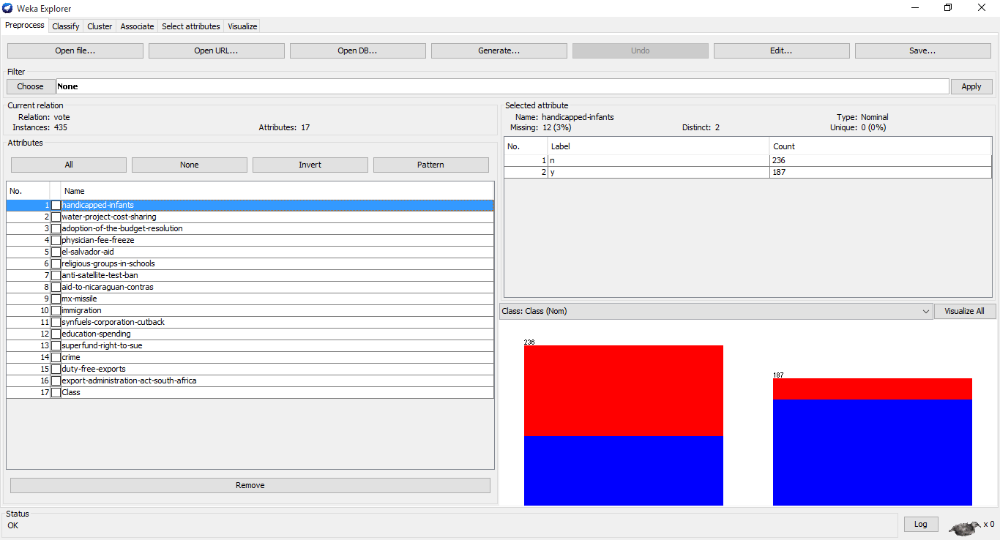 Weka Explorer
Preprocess Classify Cluster Associate Select attributes Visualize
Open file... Open URL... Open DB... Generate... Undo Edit... Save...
Filter
Choose None Apply
Current relation
Relation: vote
Instances: 435 Attributes: 17
Attributes
All None Invert Pattern
No. Name
1 handicapped-infants
2 water-project-cost-sharing
3 adoption-of-the-budget-resolution
4 physician-fee-freeze
5 el-salvador-aid
6 religious-groups-in-schools
7 anti-satellite-test-ban
8 aid-to-nicaraguan-contras
9 mx-missile
10 immigration
11 synfuels-corporation-cutback
12 education-spending
13 superfund-right-to-sue
14 crime
15 duty-free-exports
16 export-administration-act-south-africa
17 Class
Remove
Selected attribute
Name: handicapped-infants Type: Nominal
Missing: 12 (3%) Distinct: 2 Unique: 0 (0%)
No. Label Count
1 n 236
2 y 187
Class: Class (Nom) Visualize All
236
187
Status
OK
Log x 0